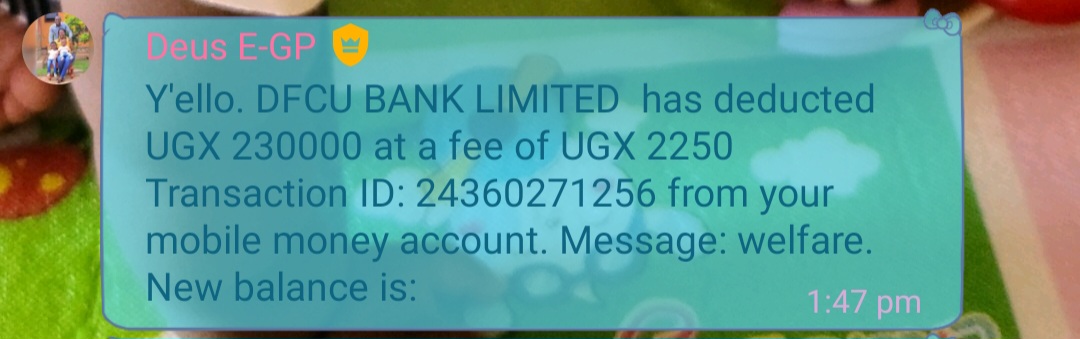 Deus E-GP
Y'ello. DFCU BANK LIMITED has deducted
UGX 230000 at a fee of UGX 2250
Transaction ID: 24360271256 from your
mobile money account. Message: welfare.
New balance is:
1:47 pm